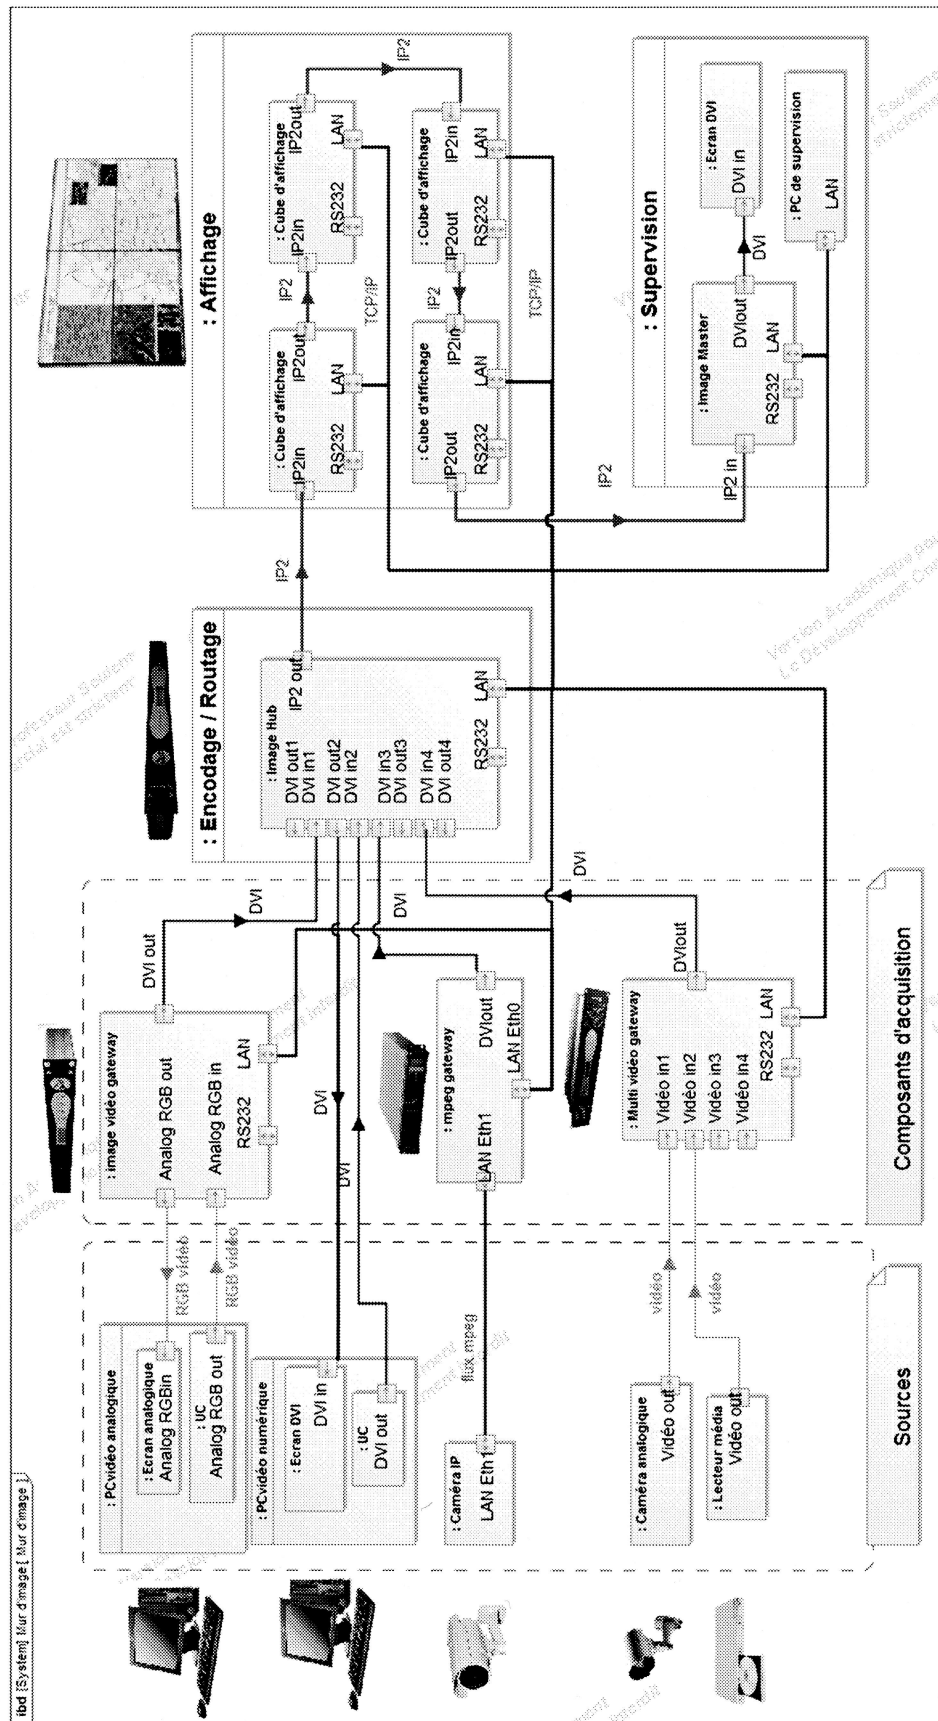 ibd [System] Mur d'image [ Mur d'image ]
: PCvidéo analogique
: Ecran analogique
Analog RGBin
: UC
Analog RGB out
RGB vidéo
RGB vidéo
: PCvidéo numérique
: Ecran DVI
DVI in
: UC
DVI out
: Caméra IP
LAN Eth1
flux mpeg
: Caméra analogique
Vidéo out
: Lecteur média
Vidéo out
vidéo
vidéo
Sources
: image vidéo gateway
Analog RGB out
Analog RGB in
RS232
LAN
DVI out
DVI
DVI
DVI
: mpeg gateway
LAN Eth1
DVIout
LAN Eth0
DVI
: Multi vidéo gateway
Vidéo in1
Vidéo in2
Vidéo in3
Vidéo in4
RS232
LAN
DVIout
DVI
Composants d'acquisition
: Encodage / Routage
: Image Hub
DVI out1
DVI in1
DVI out2
DVI in2
DVI in3
DVI out3
DVI in4
DVI out4
IP2 out
RS232
LAN
IP2
: Affichage
: Cube d'affichage
IP2in
IP2out
RS232
LAN
IP2
: Cube d'affichage
IP2in
IP2out
RS232
LAN
IP2
TCP/IP
: Cube d'affichage
IP2out
IP2in
RS232
LAN
IP2
: Cube d'affichage
IP2out
IP2in
RS232
LAN
TCP/IP
IP2
: Supervision
: Image Master
IP2 in
DVIout
RS232
LAN
DVI
: Ecran DVI
DVI in
: PC de supervision
LAN
Version Académique pour
Le Développement Com